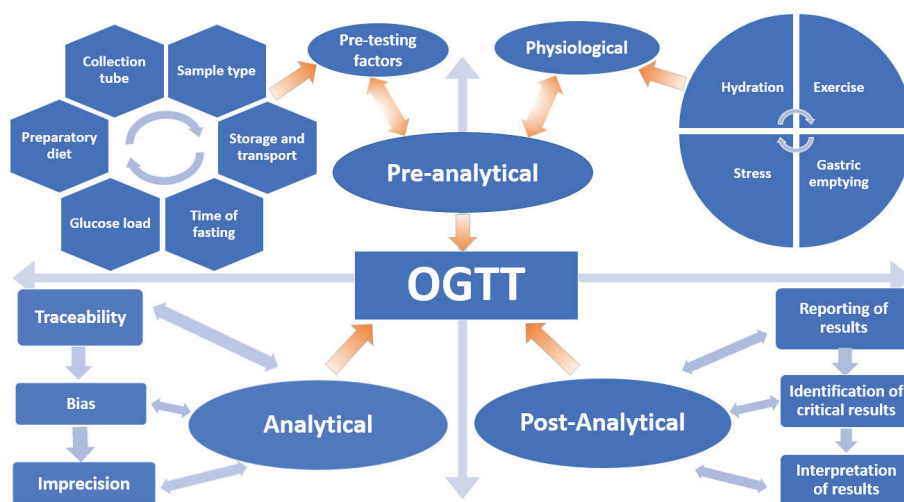 Collection
tube
Sample type
Preparatory
diet
Storage and
transport
Glucose load
Time of
fasting
Pre-testing
factors
Physiological
Hydration
Exercise
Stress
Gastric
emptying
Pre-analytical
OGTT
Traceability
Bias
Imprecision
Analytical
Post-Analytical
Reporting of
results
Identification of
critical results
Interpretation
of results